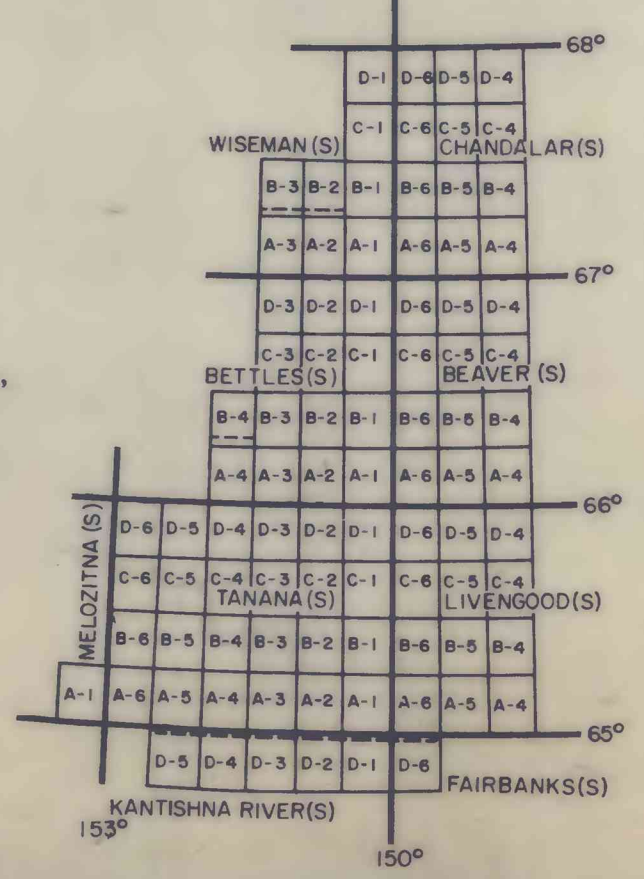 68°
D-1 D-6 D-5 D-4
C-1 C-6 C-5 C-4
WISEMAN (S) CHANDALAR(S)
B-3 B-2 B-1 B-6 B-5 B-4
A-3 A-2 A-1 A-6 A-5 A-4
67°
D-3 D-2 D-1 D-6 D-5 D-4
C-3 C-2 C-1 C-6 C-5 C-4
BETTLES(S) BEAVER (S)
,
B-4 B-3 B-2 B-1 B-6 B-5 B-4
A-4 A-3 A-2 A-1 A-6 A-5 A-4
66°
MELOZITNA (S)
D-6 D-5 D-4 D-3 D-2 D-1 D-6 D-5 D-4
C-6 C-5 C-4 C-3 C-2 C-1 C-6 C-5 C-4
TANANA(S) LIVENGOOD(S)
B-6 B-5 B-4 B-3 B-2 B-1 B-6 B-5 B-4
A-1 A-6 A-5 A-4 A-3 A-2 A-1 A-6 A-5 A-4
65°
D-5 D-4 D-3 D-2 D-1 D-6
FAIRBANKS(S)
KANTISHNA RIVER(S)
153°
150°